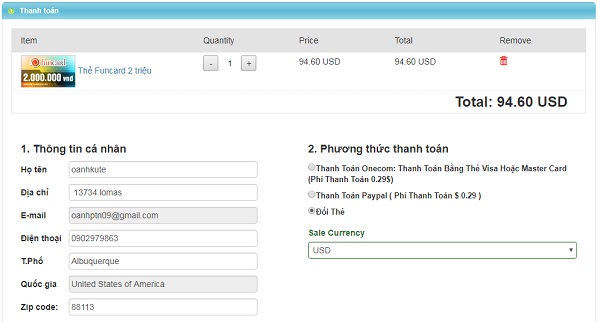 Thanh toán
Item Quantity Price Total Remove
funcard
2.000.000 vnd
Thẻ Funcard 2 triệu - 1 + 94.60 USD 94.60 USD
Total: 94.60 USD
1. Thông tin cá nhân
Họ tên oanhkute
Địa chỉ 13734 lomas
E-mail oanhptn09@gmail.com
Điện thoại 0902979863
T.Phố Albuquerque
Quốc gia United States of America
Zip code: 88113
2. Phương thức thanh toán
Thanh Toán Onecom: Thanh Toán Bằng Thẻ Visa Hoặc Master Card
(Phí Thanh Toán 0.29$)
Thanh Toán Paypal ( Phí Thanh Toán $ 0.29 )
Đổi Thẻ
Sale Currency
USD